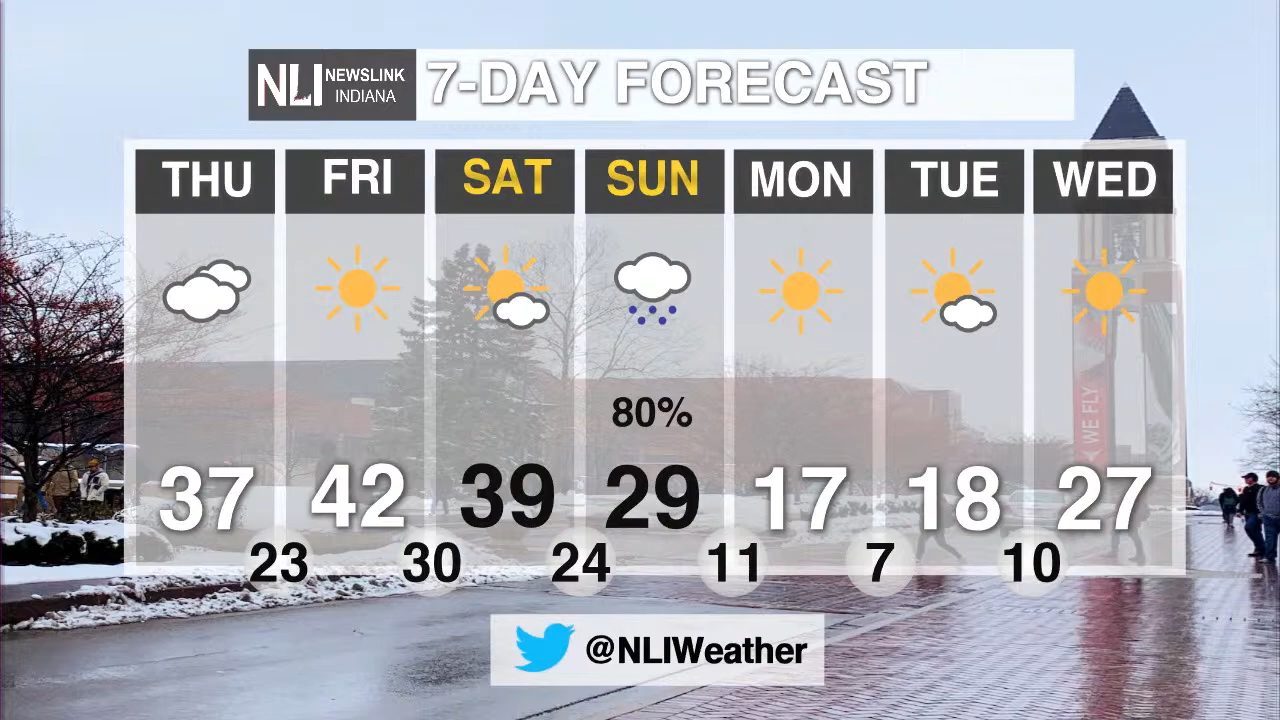 NLI NEWSLINK INDIANA 7-DAY FORECAST
THU FRI SAT SUN MON TUE WED
80%
WE FLY
37 42 39 29 17 18 27
23 30 24 11 7 10
@NLIWeather